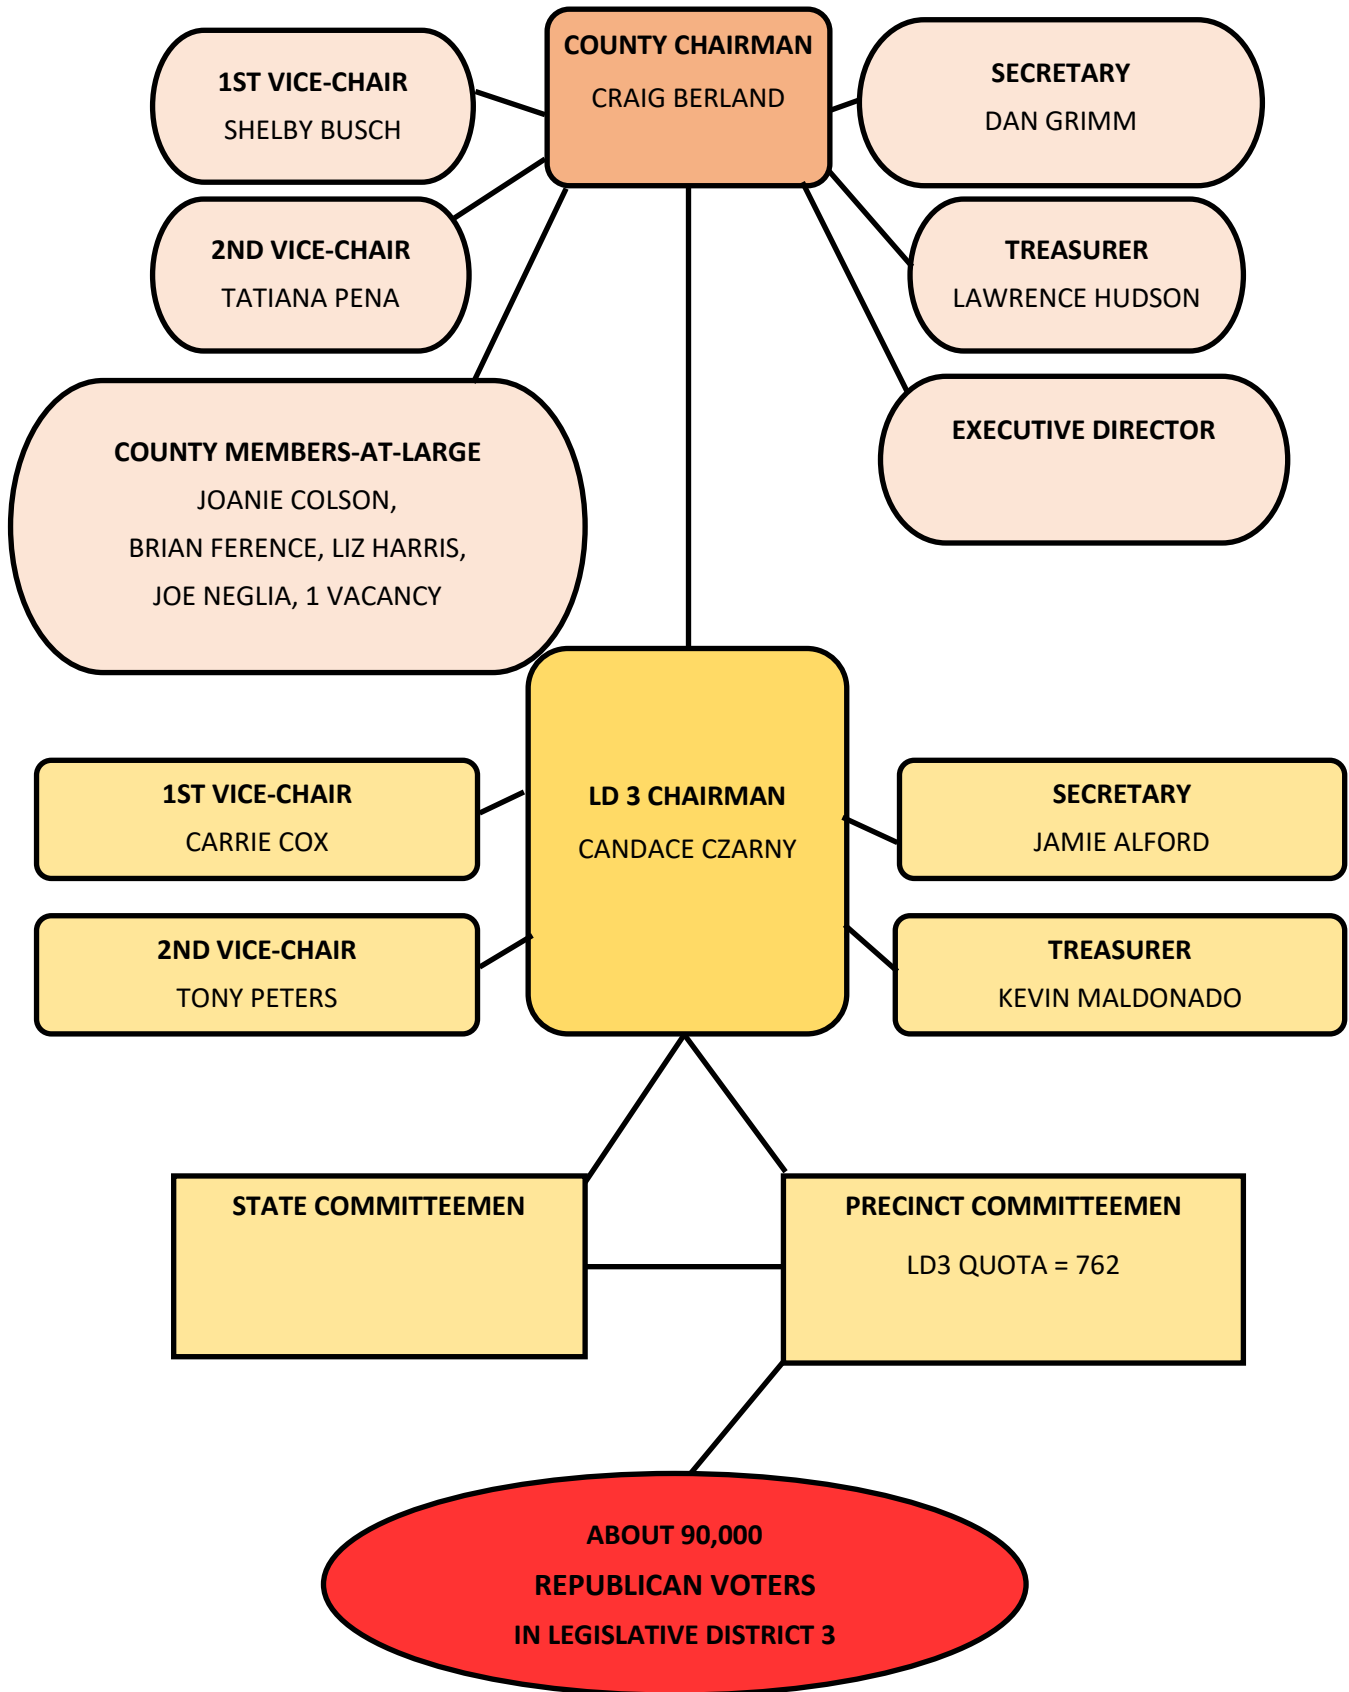 COUNTY CHAIRMAN
CRAIG BERLAND
1ST VICE-CHAIR
SHELBY BUSCH
SECRETARY
DAN GRIMM
2ND VICE-CHAIR
TATIANA PENA
TREASURER
LAWRENCE HUDSON
COUNTY MEMBERS-AT-LARGE
JOANIE COLSON,
BRIAN FERENCE, LIZ HARRIS,
JOE NEGLIA, 1 VACANCY
EXECUTIVE DIRECTOR
LD 3 CHAIRMAN
CANDACE CZARNY
1ST VICE-CHAIR
CARRIE COX
SECRETARY
JAMIE ALFORD
2ND VICE-CHAIR
TONY PETERS
TREASURER
KEVIN MALDONADO
STATE COMMITTEEMEN
PRECINCT COMMITTEEMEN
LD3 QUOTA = 762
ABOUT 90,000
REPUBLICAN VOTERS
IN LEGISLATIVE DISTRICT 3